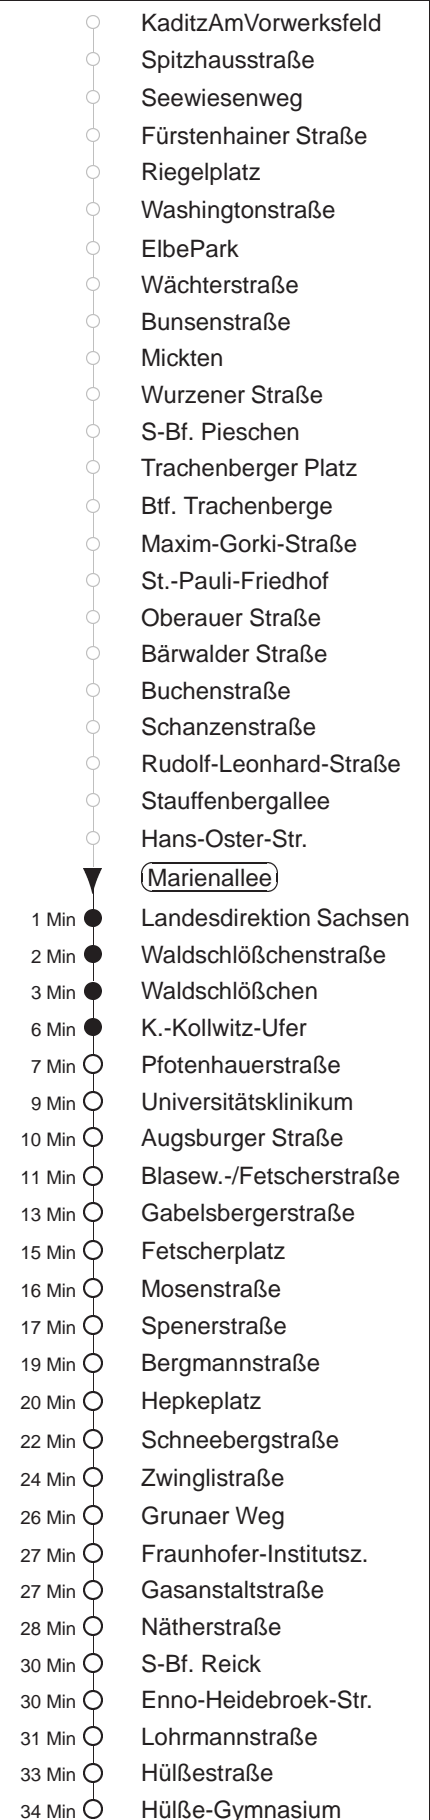 KaditzAmVorwerksfeld
Spitzhausstraße
Seewiesenweg
Fürstenhainer Straße
Riegelplatz
Washingtonstraße
ElbePark
Wächterstraße
Bunsenstraße
Mickten
Wurzener Straße
S-Bf. Pieschen
Trachenberger Platz
Btf. Trachenberge
Maxim-Gorki-Straße
St.-Pauli-Friedhof
Oberauer Straße
Bärwalder Straße
Buchenstraße
Schanzenstraße
Rudolf-Leonhard-Straße
Stauffenbergallee
Hans-Oster-Str.
Marienallee
1 Min Landesdirektion Sachsen
2 Min Waldschlößchenstraße
3 Min Waldschlößchen
6 Min K.-Kollwitz-Ufer
7 Min Pfotenhauerstraße
9 Min Universitätsklinikum
10 Min Augsburger Straße
11 Min Blasew.-/Fetscherstraße
13 Min Gabelsbergerstraße
15 Min Fetscherplatz
16 Min Mosenstraße
17 Min Spenerstraße
19 Min Bergmannstraße
20 Min Hepkeplatz
22 Min Schneebergstraße
24 Min Zwinglistraße
26 Min Grunaer Weg
27 Min Fraunhofer-Institutsz.
27 Min Gasanstaltstraße
28 Min Nätherstraße
30 Min S-Bf. Reick
30 Min Enno-Heidebroek-Str.
31 Min Lohrmannstraße
33 Min Hülßestraße
34 Min Hülße-Gymnasium